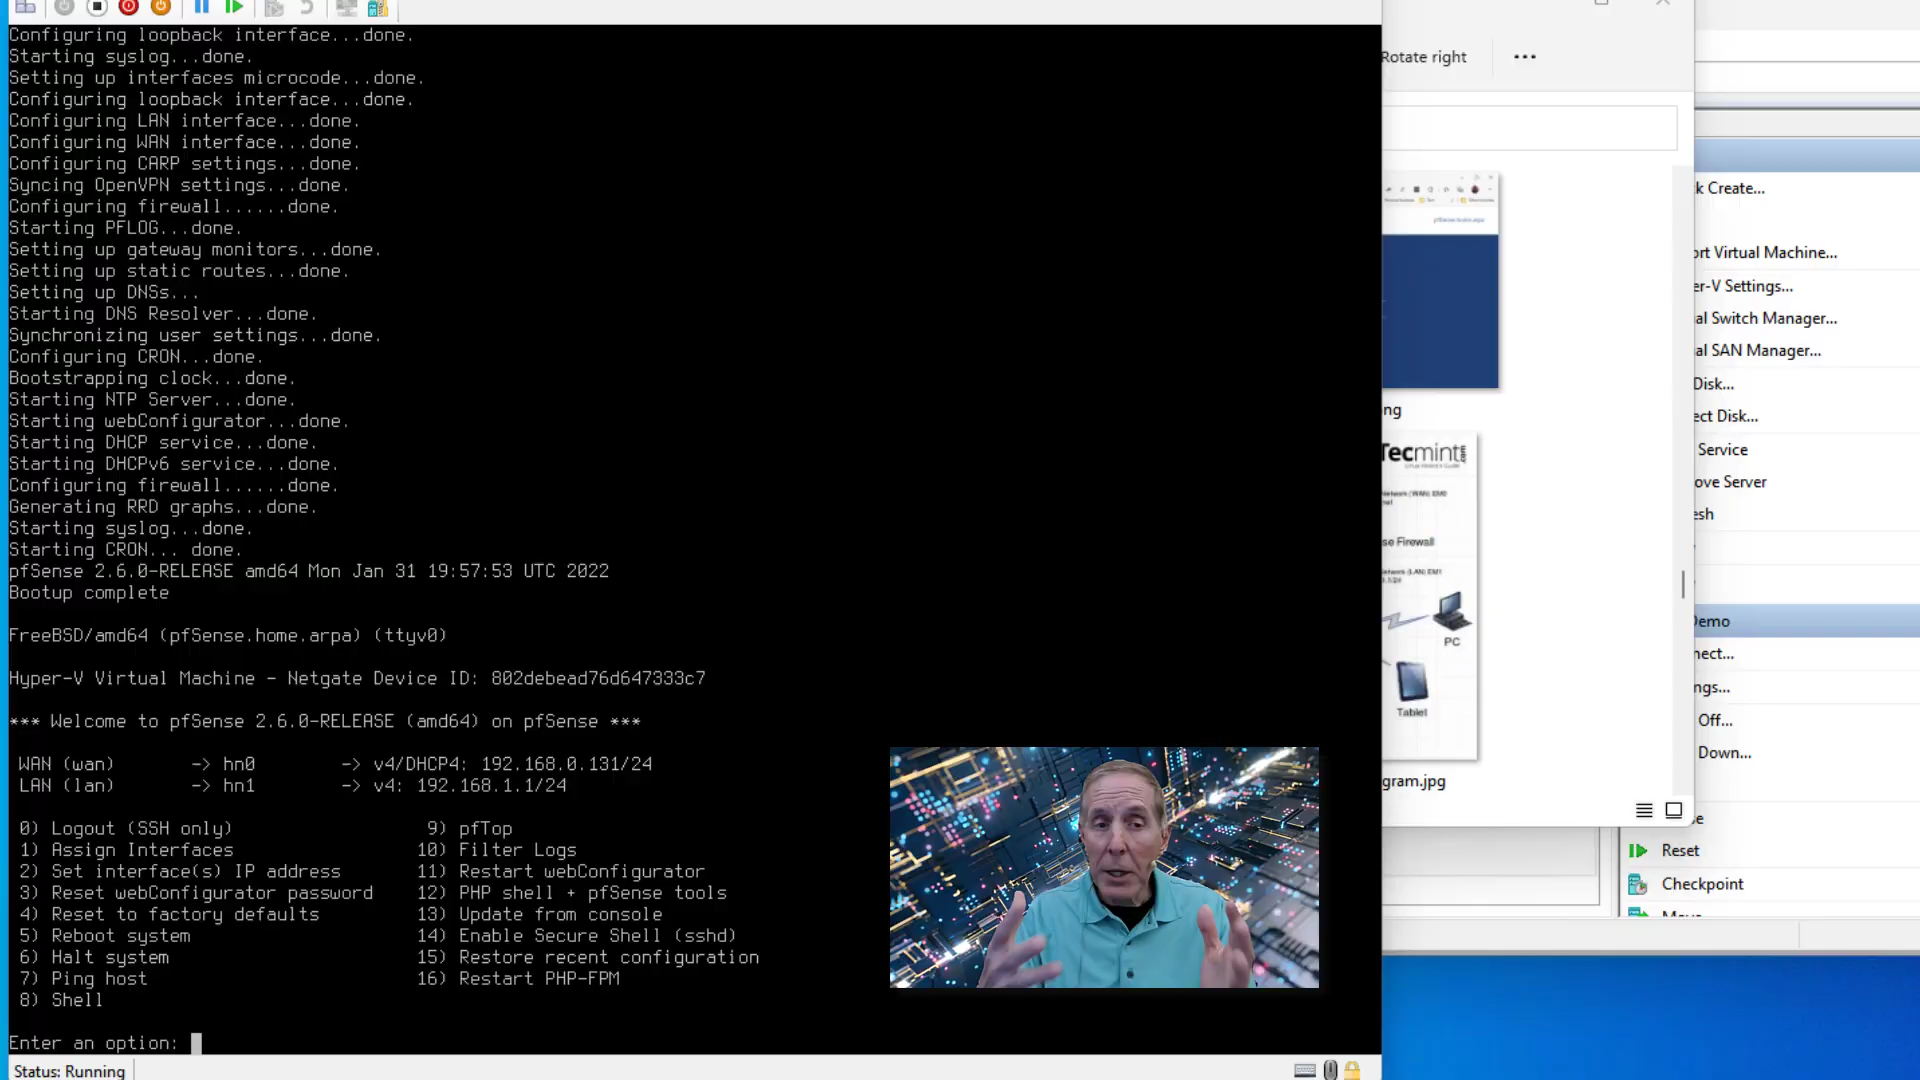 Configuring loopback interface...done.
Starting syslog...done.
Setting up interfaces microcode...done.
Configuring loopback interface...done.
Configuring LAN interface...done.
Configuring WAN interface...done.
Configuring CARP settings...done.
Syncing OpenVPN settings...done.
Configuring firewall......done.
Starting PFLOG...done.
Setting up gateway monitors...done.
Setting up static routes...done.
Setting up DNSs...
Starting DNS Resolver...done.
Synchronizing user settings...done.
Configuring CRON...done.
Bootstrapping clock...done.
Starting NTP Server...done.
Starting webConfigurator...done.
Starting DHCP service...done.
Starting DHCPv6 service...done.
Configuring firewall......done.
Generating RRD graphs...done.
Starting syslog...done.
Starting CRON... done.
pfSense 2.6.0-RELEASE amd64 Mon Jan 31 19:57:53 UTC 2022
Bootup complete
FreeBSD/amd64 (pfSense.home.arpa) (ttyv0)
Hyper-V Virtual Machine - Netgate Device ID: 802debead76d647333c7
*** Welcome to pfSense 2.6.0-RELEASE (amd64) on pfSense ***
WAN (wan) -> hn0 -> v4/DHCP4: 192.168.0.131/24
LAN (lan) -> hn1 -> v4: 192.168.1.1/24
0) Logout (SSH only) 9) pfTop
1) Assign Interfaces 10) Filter Logs
2) Set interface(s) IP address 11) Restart webConfigurator
3) Reset webConfigurator password 12) PHP shell + pfSense tools
4) Reset to factory defaults 13) Update from console
5) Reboot system 14) Enable Secure Shell (sshd)
6) Halt system 15) Restore recent configuration
7) Ping host 16) Restart PHP-FPM
8) Shell
Enter an option:
Status: Running
Rotate right
ng
Tecmint.com
Network (WAN) EM0
se Firewall
Network (LAN) EM1
PC
Tablet
gram.jpg
k Create...
ort Virtual Machine...
er-V Settings...
al Switch Manager...
al SAN Manager...
Disk...
ect Disk...
Service
ove Server
esh
Demo
nect...
ngs...
Off...
Down...
se
Reset
Checkpoint